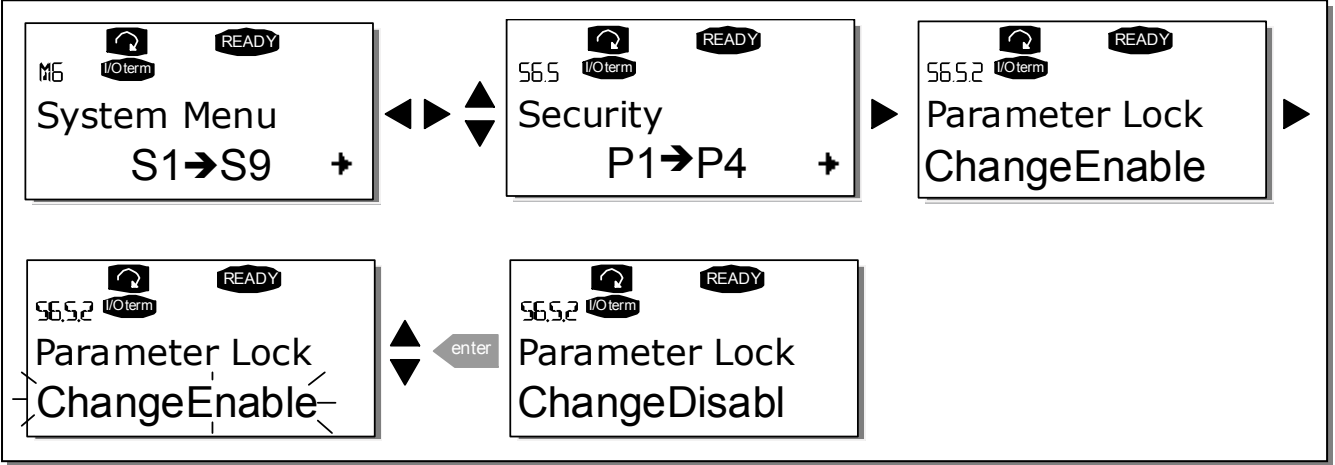 READY
M6 I/Oterm
System Menu
S1➔S9
READY
S6.5 I/Oterm
Security
P1➔P4
READY
S6.5.2 I/Oterm
Parameter Lock
ChangeEnable
READY
S6.5.2 I/Oterm
Parameter Lock
ChangeEnable
enter
READY
S6.5.2 I/Oterm
Parameter Lock
ChangeDisabl